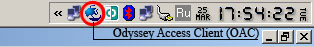 « Ru 25 MAR 17:54:22 TUE
Odyssey Access Client (OAC)